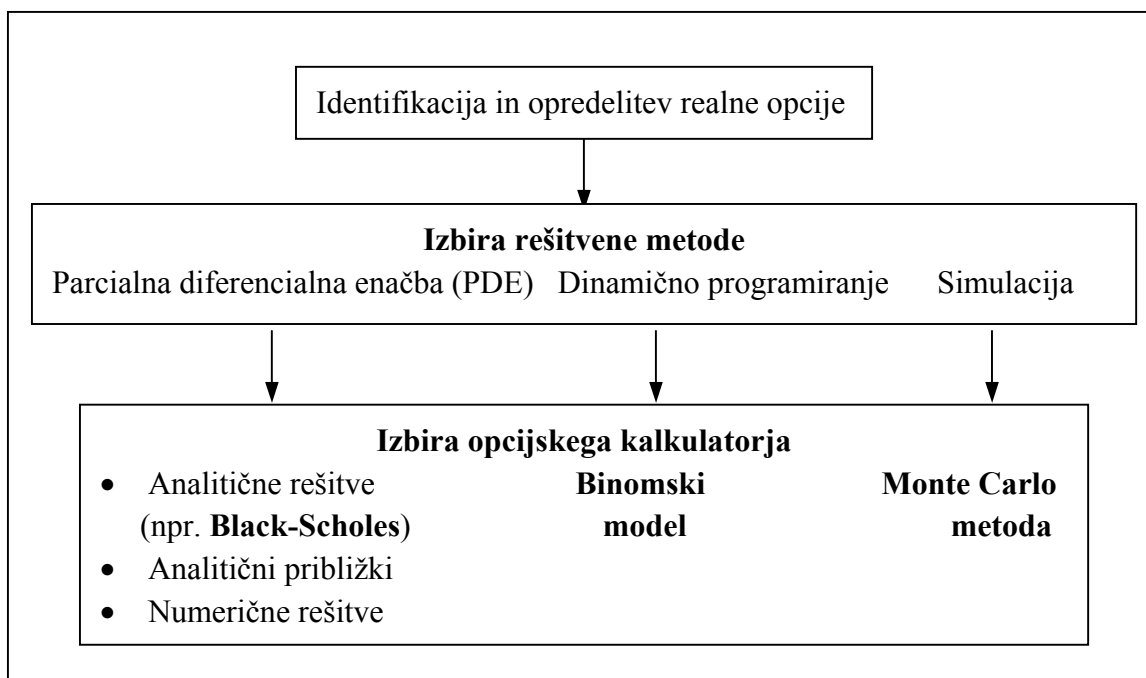 Identifikacija in opredelitev realne opcije
Izbira rešitvene metode
Parcialna diferencialna enačba (PDE) Dinamično programiranje Simulacija
Izbira opcijskega kalkulatorja
• Analitične rešitve Binomski Monte Carlo
(npr. Black-Scholes) model metoda
• Analitični približki
• Numerične rešitve